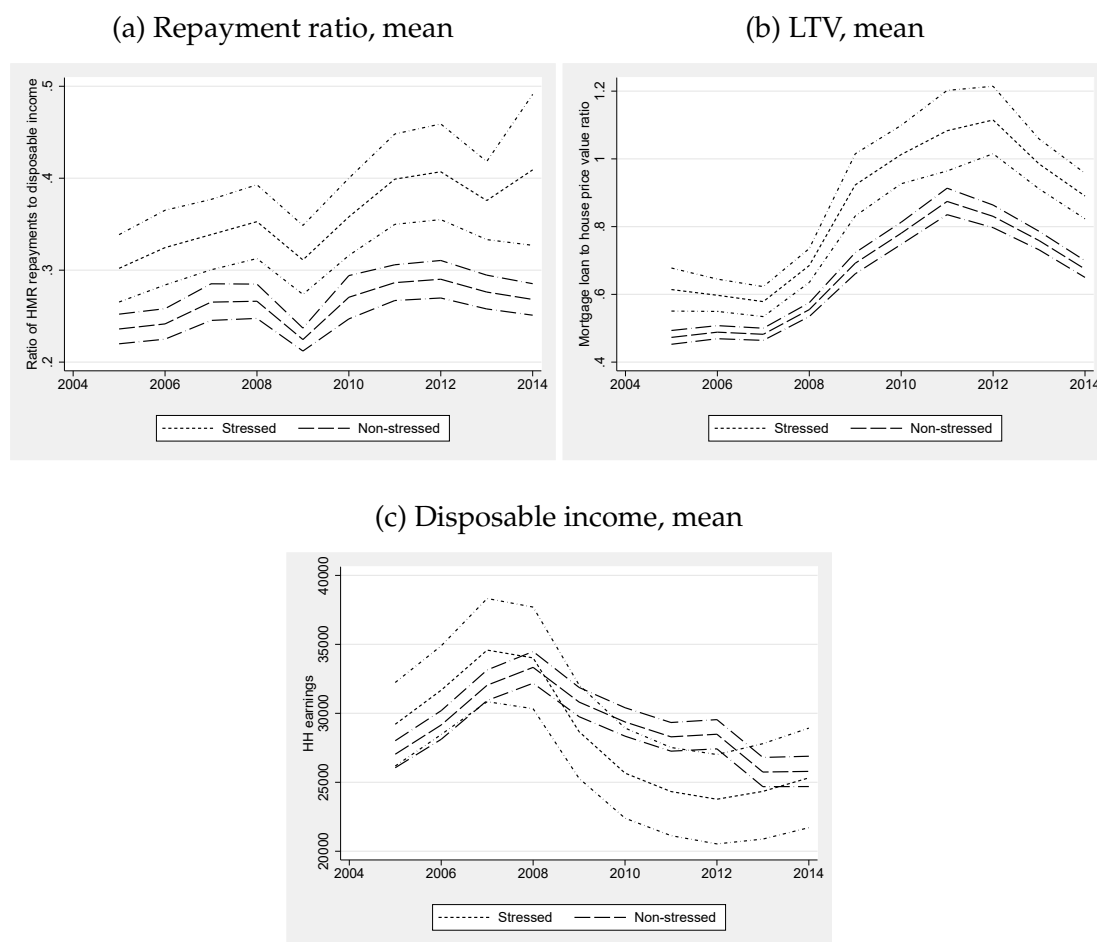 (a) Repayment ratio, mean
Ratio of HMR repayments to disposable income
.5
.4
.3
.2
2004 2006 2008 2010 2012 2014
Stressed Non-stressed
(b) LTV, mean
Mortgage loan to house price value ratio
1.2
1
.8
.6
.4
2004 2006 2008 2010 2012 2014
Stressed Non-stressed
(c) Disposable income, mean
HH earnings
40000
35000
30000
25000
20000
2004 2006 2008 2010 2012 2014
Stressed Non-stressed